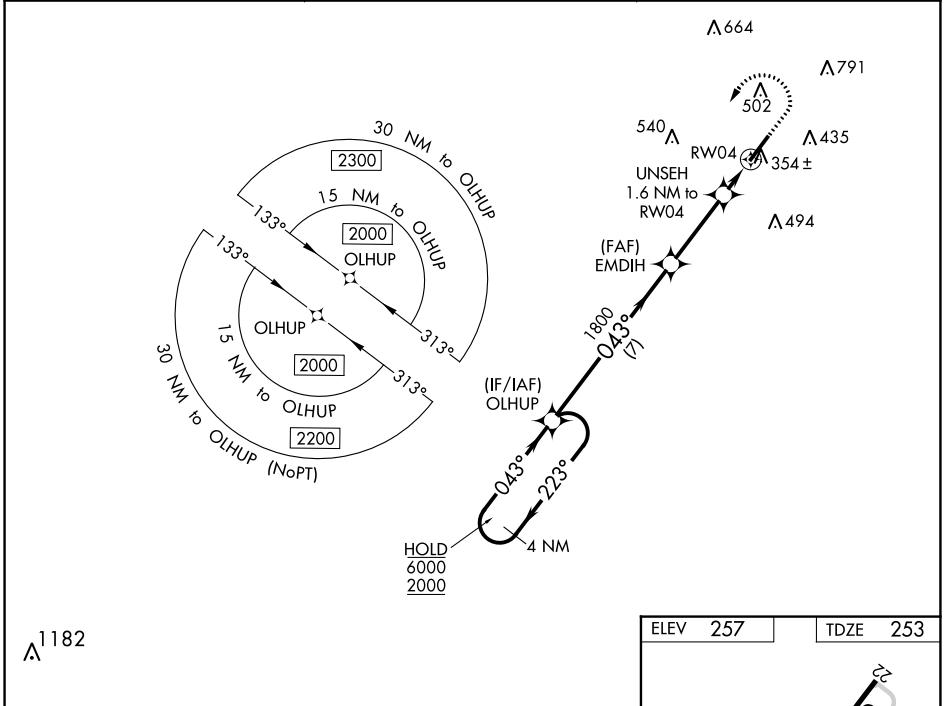 664
791
502
540
435
RW04
354 ±
UNSEH
1.6 NM to
RW04
494
30 NM to OLHUP
2300
15 NM to OLHUP
2000
OLHUP
133°
313°
133°
OLHUP
313°
15 NM to OLHUP
2000
30 NM to OLHUP (NoPT)
2200
(FAF)
EMDIH
1800
043°
(7)
(IF/IAF)
OLHUP
043°
223°
HOLD
6000
2000
4 NM
1182
ELEV 257
TDZE 253
22